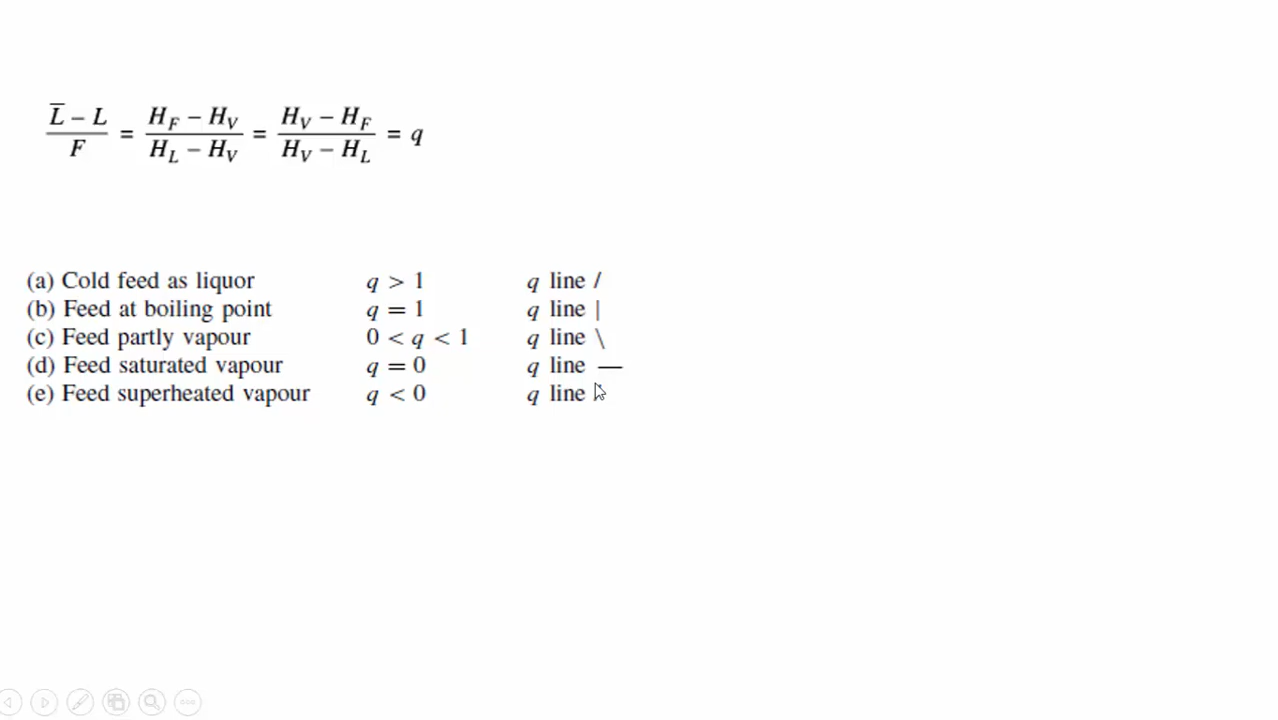 L̅ − L / F = H_F − H_V / H_L − H_V = H_V − H_F / H_V − H_L = q
(a) Cold feed as liquor q > 1 q line /
(b) Feed at boiling point q = 1 q line |
(c) Feed partly vapour 0 < q < 1 q line \
(d) Feed saturated vapour q = 0 q line —
(e) Feed superheated vapour q < 0 q line